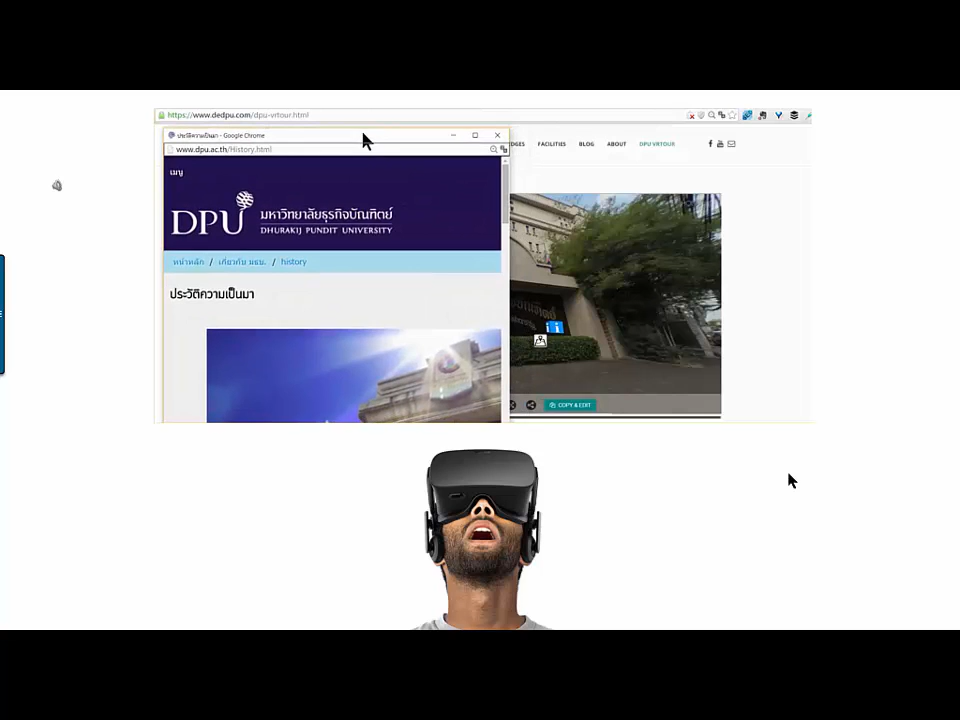 https://www.dedpu.com/dpu-vrtour.html
ประวัติความเป็นมา - Google Chrome
www.dpu.ac.th/History.html
FACILITIES
BLOG
ABOUT
DPU VRTOUR
เมนู
DPU
มหาวิทยาลัยธุรกิจบัณฑิตย์
DHURAKIJ PUNDIT UNIVERSITY
หน้าหลัก / เกี่ยวกับ มธบ. / history
ประวัติความเป็นมา
COPY & EDIT